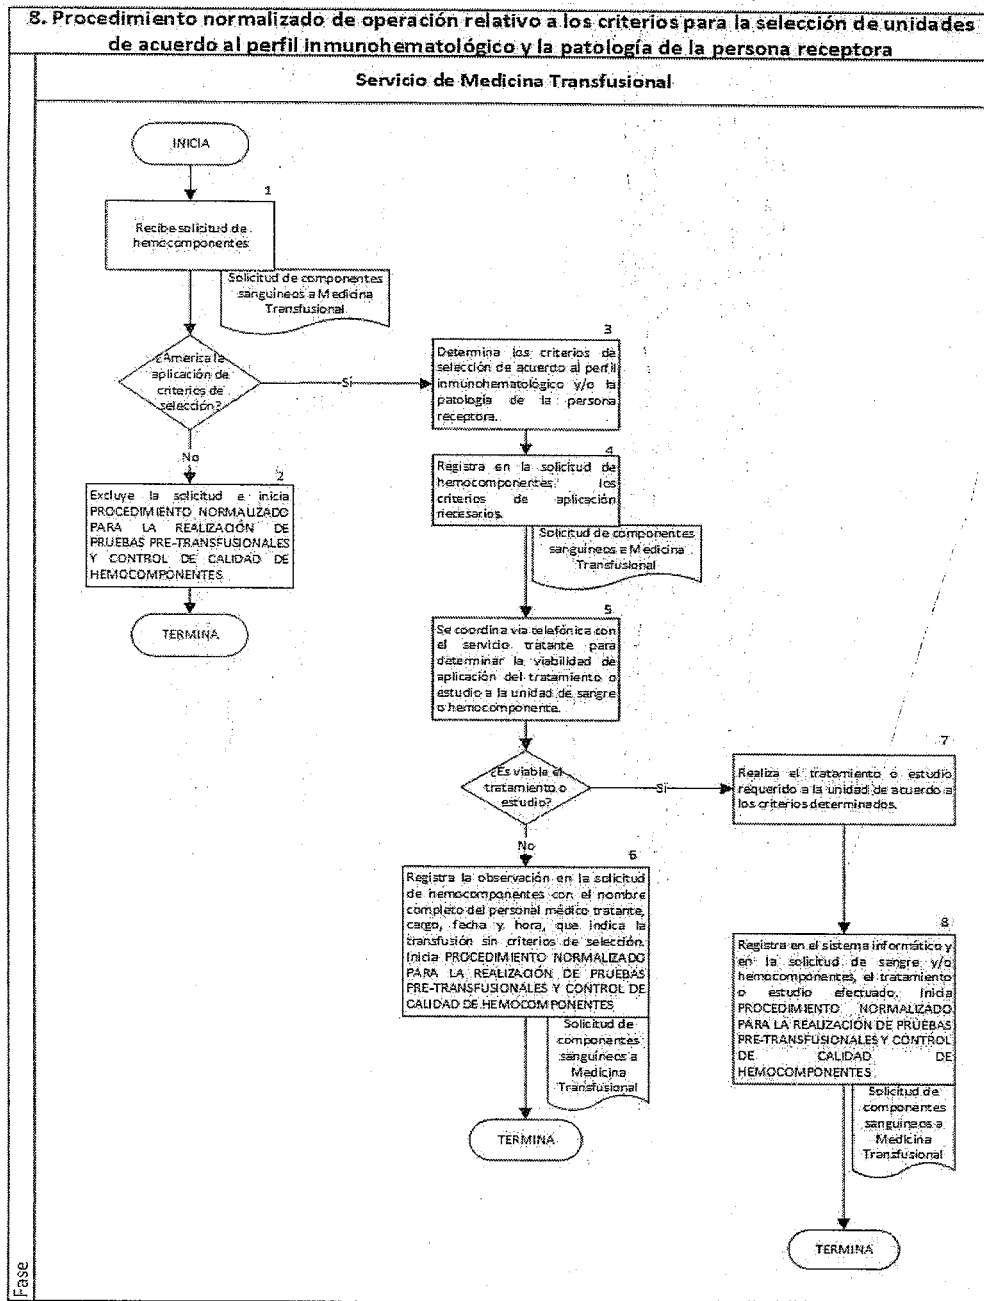 8. Procedimiento normalizado de operación relativo a los criterios para la selección de unidades
de acuerdo al perfil inmunohematológico y la patología de la persona receptora
Servicio de Medicina Transfusional
INICIA
1
Recibe solicitud de
hemocomponentes
Solicitud de componentes
sanguíneos a Medicina
Transfusional
¿Amerita la
aplicación de
criterios de
selección?
Sí
No
2
Excluye la solicitud e inicia
PROCEDIMIENTO NORMALIZADO
PARA LA REALIZACIÓN DE
PRUEBAS PRE-TRANSFUSIONALES
Y CONTROL DE CALIDAD DE
HEMOCOMPONENTES
TERMINA
3
Determina los criterios de
selección de acuerdo al perfil
inmunohematológico y/o la
patología de la persona
receptora.
4
Registra en la solicitud de
hemocomponentes, los
criterios de aplicación
necesarios.
Solicitud de componentes
sanguíneos a Medicina
Transfusional
5
Se coordina vía telefónica con
el servicio tratante para
determinar la viabilidad de
aplicación del tratamiento o
estudio a la unidad de sangre
o hemocomponente.
¿Es viable el
tratamiento o
estudio?
Sí
No
6
Registra la observación en la solicitud
de hemocomponentes con el nombre
completo del personal médico tratante,
cargo, fecha y hora, que indica la
transfusión sin criterios de selección.
Inicia PROCEDIMIENTO NORMALIZADO
PARA LA REALIZACIÓN DE PRUEBAS
PRE-TRANSFUSIONALES Y CONTROL DE
CALIDAD DE HEMOCOMPONENTES
Solicitud de
componentes
sanguíneos a
Medicina
Transfusional
TERMINA
7
Realiza el tratamiento o estudio
requerido a la unidad de acuerdo a
los criterios determinados.
8
Registra en el sistema informático y
en la solicitud de sangre y/o
hemocomponentes, el tratamiento
o estudio efectuado. Inicia
PROCEDIMIENTO NORMALIZADO
PARA LA REALIZACIÓN DE PRUEBAS
PRE-TRANSFUSIONALES Y CONTROL
DE CALIDAD DE
HEMOCOMPONENTES
Solicitud de
componentes
sanguíneos a
Medicina
Transfusional
TERMINA
Fase